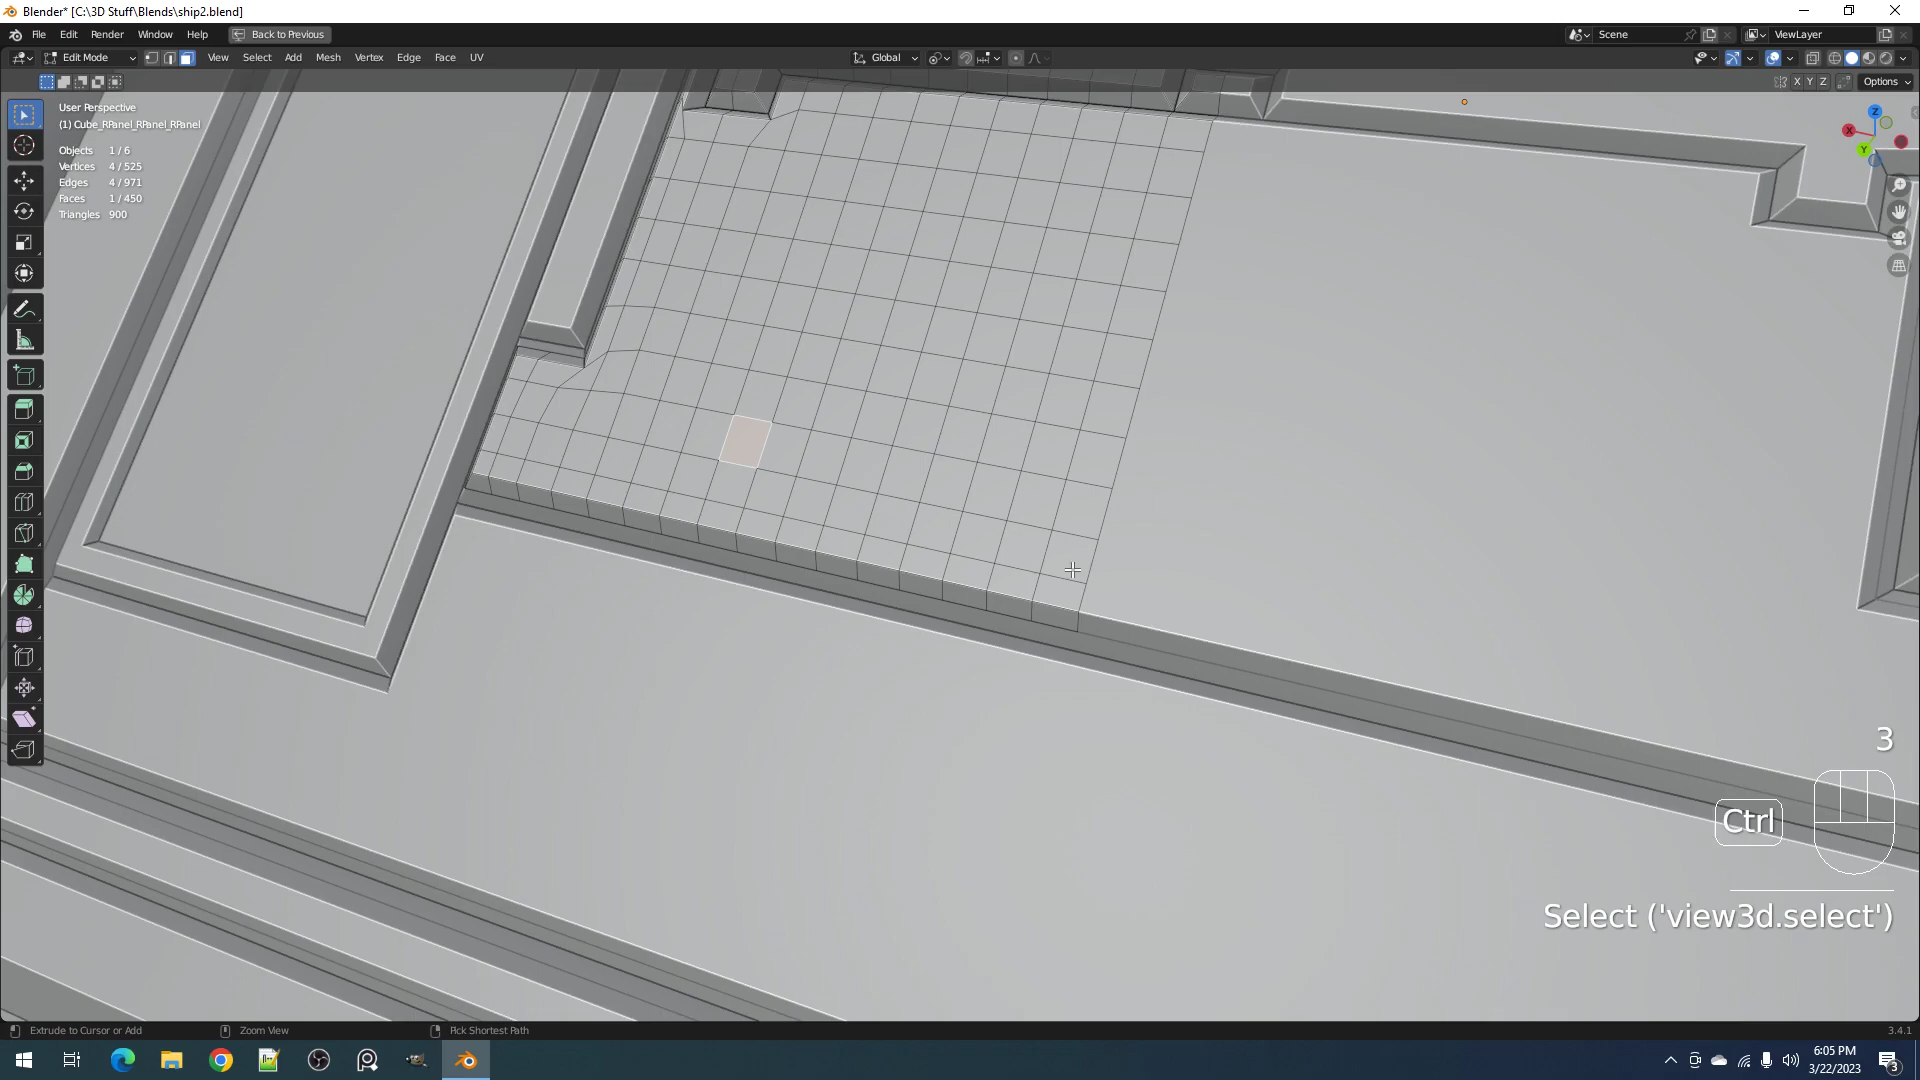 Blender* [C:\3D Stuff\Blends\ship2.blend]
File Edit Render Window Help Back to Previous Scene ViewLayer
Edit Mode View Select Add Mesh Vertex Edge Face UV Global
X Y Z Options
User Perspective
(1) Cube_RPanel_RPanel_RPanel
Objects 1 / 6
Vertices 4 / 525
Edges 4 / 971
Faces 1 / 450
Triangles 900
Z
X
Y
3
Ctrl
Select ('view3d.select')
Extrude to Cursor or Add Zoom View Pick Shortest Path 3.4.1
6:05 PM
3/22/2023
3